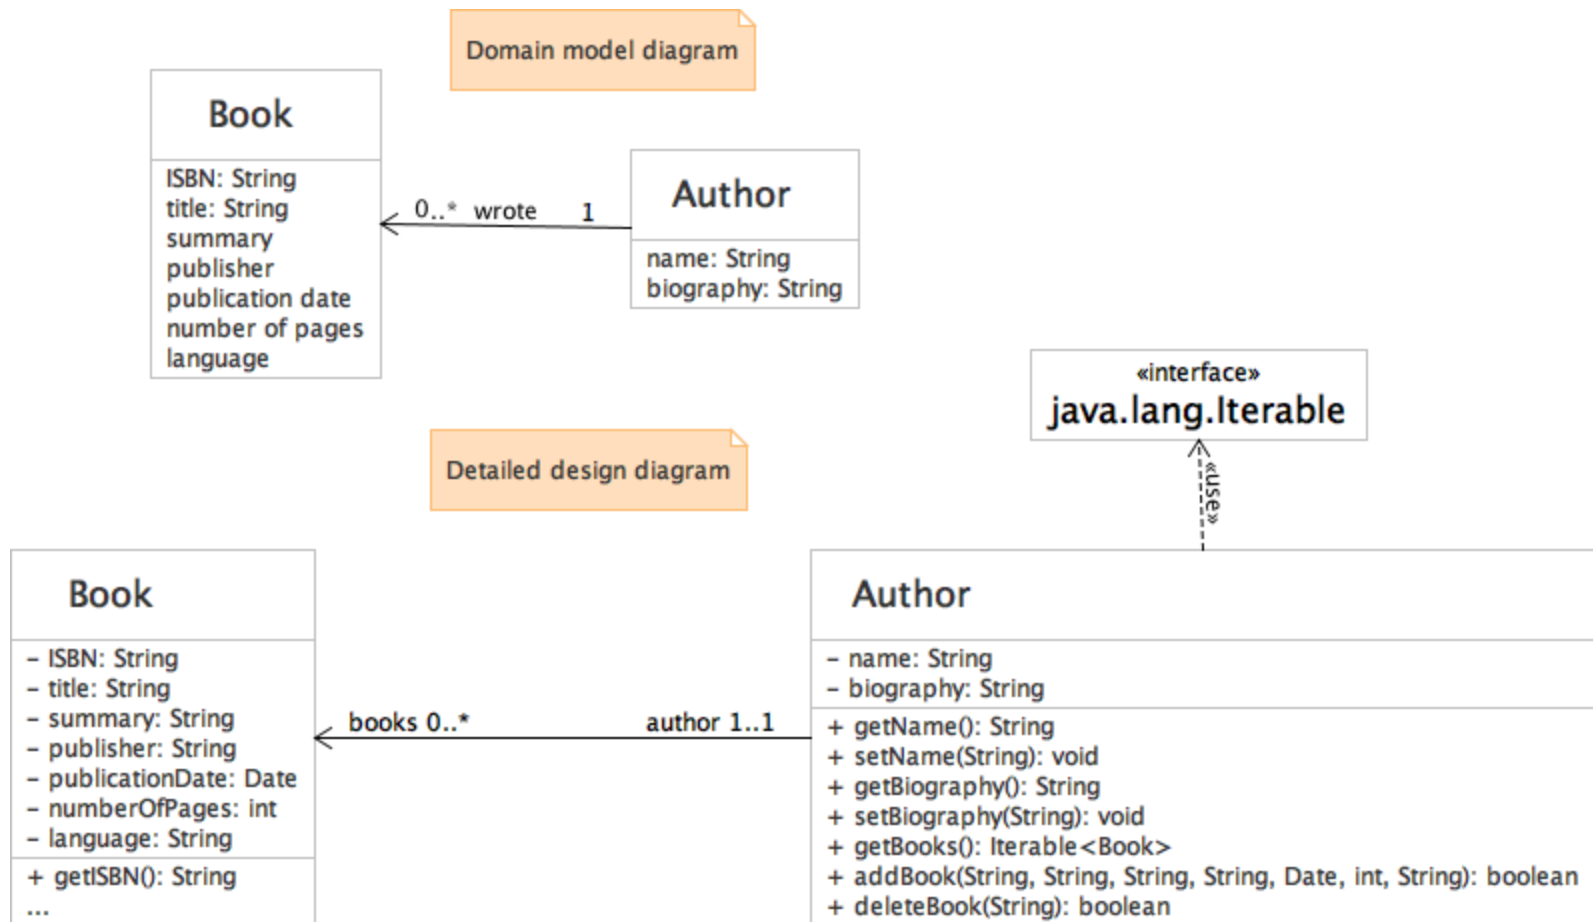 Domain model diagram
Book
ISBN: String
title: String
summary
publisher
publication date
number of pages
language
0..* wrote 1
Author
name: String
biography: String
«interface»
java.lang.Iterable
«use»
Detailed design diagram
Book
- ISBN: String
- title: String
- summary: String
- publisher: String
- publicationDate: Date
- numberOfPages: int
- language: String
+ getISBN(): String
...
books 0..* author 1..1
Author
- name: String
- biography: String
+ getName(): String
+ setName(String): void
+ getBiography(): String
+ setBiography(String): void
+ getBooks(): Iterable<Book>
+ addBook(String, String, String, String, Date, int, String): boolean
+ deleteBook(String): boolean